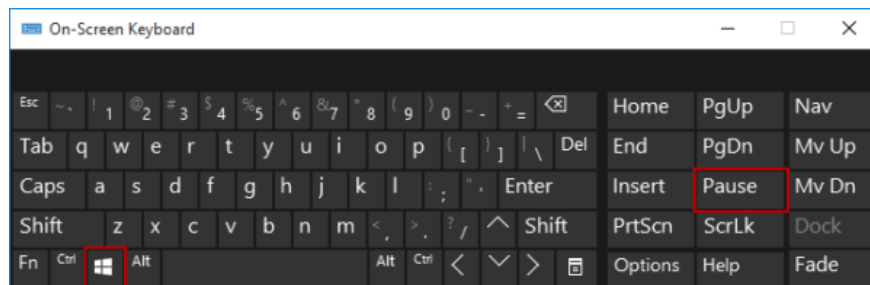 On-Screen Keyboard
Esc ~ ` ! 1 @ 2 # 3 $ 4 % 5 ^ 6 & 7 * 8 ( 9 ) 0 - - + = Home PgUp Nav
Tab q w e r t y u i o p { [ } ] | \ Del End PgDn Mv Up
Caps a s d f g h j k l : ; " ' Enter Insert Pause Mv Dn
Shift z x c v b n m < , > . ? / Shift PrtScn ScrLk Dock
Fn Ctrl Alt Alt Ctrl Options Help Fade